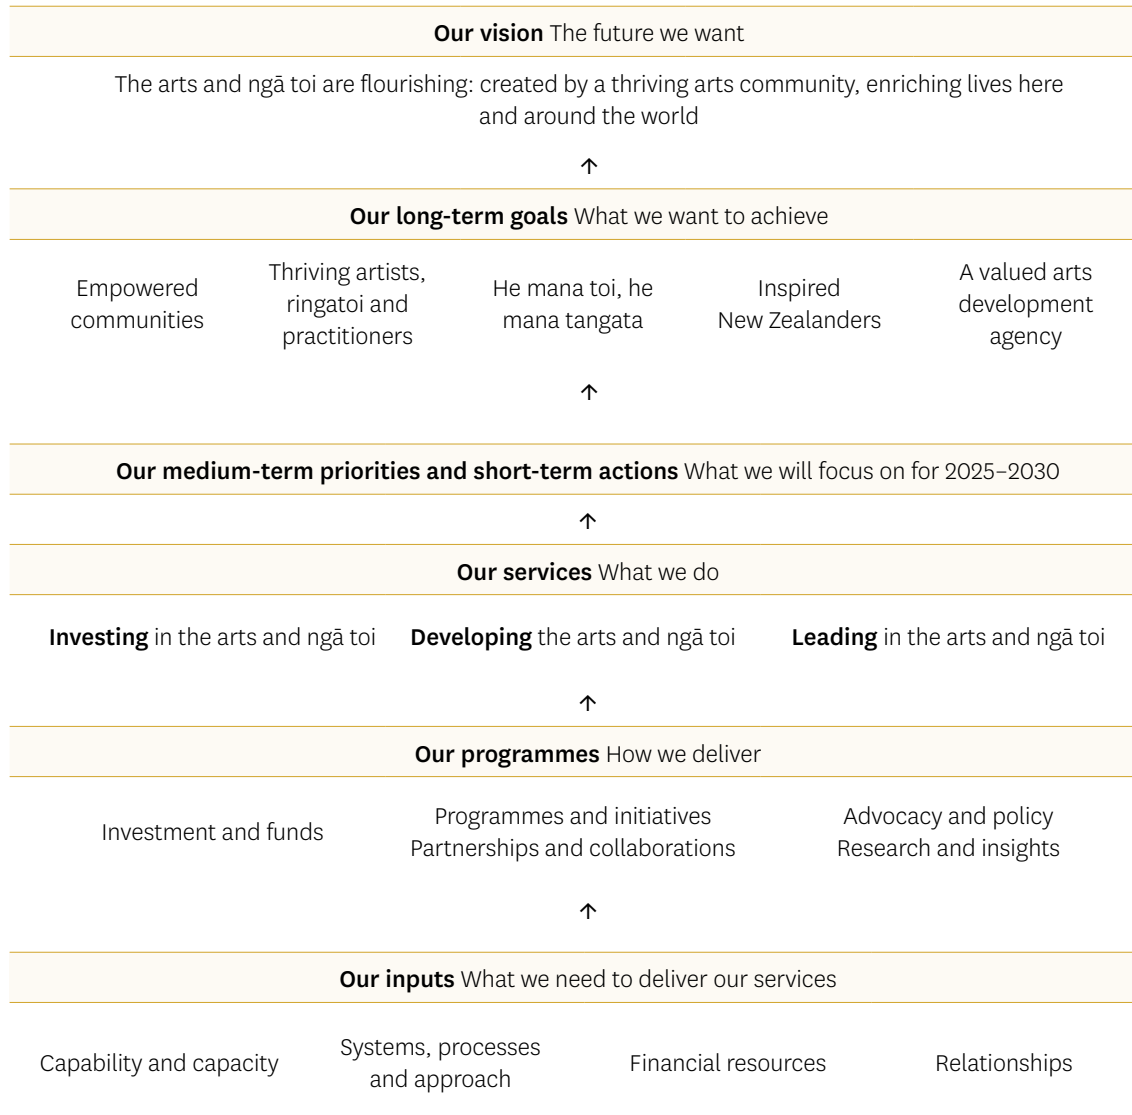 Our vision The future we want
The arts and ngā toi are flourishing: created by a thriving arts community, enriching lives here
and around the world
↑
Our long-term goals What we want to achieve
Empowered
communities
Thriving artists,
ringatoi and
practitioners
He mana toi, he
mana tangata
Inspired
New Zealanders
A valued arts
development
agency
↑
Our medium-term priorities and short-term actions What we will focus on for 2025–2030
↑
Our services What we do
Investing in the arts and ngā toi
Developing the arts and ngā toi
Leading in the arts and ngā toi
↑
Our programmes How we deliver
Investment and funds
Programmes and initiatives
Partnerships and collaborations
Advocacy and policy
Research and insights
↑
Our inputs What we need to deliver our services
Capability and capacity
Systems, processes
and approach
Financial resources
Relationships